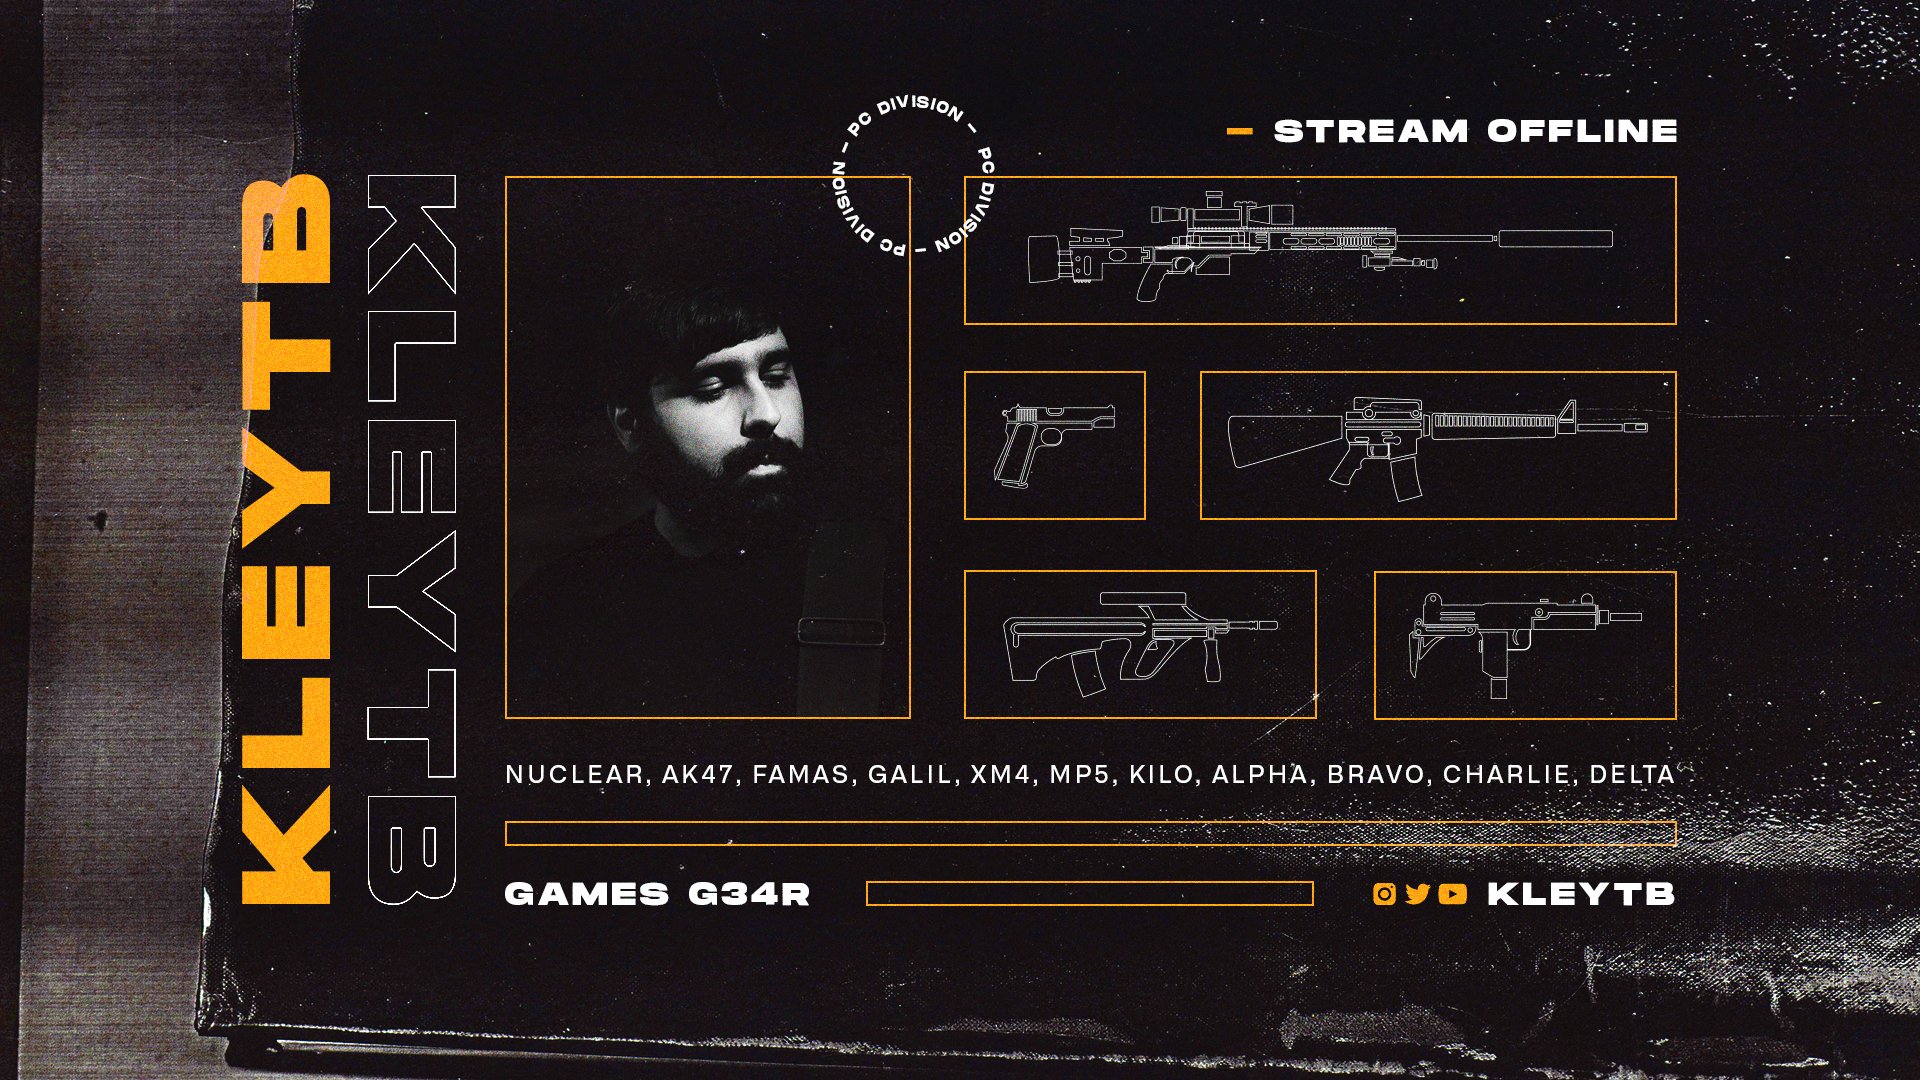 KLEYTB
KLEYTB
PC DIVISION – PC DIVISION – PC DIVISION –
– STREAM OFFLINE
NUCLEAR, AK47, FAMAS, GALIL, XM4, MP5, KILO, ALPHA, BRAVO, CHARLIE, DELTA
GAMES G34R
KLEYTB